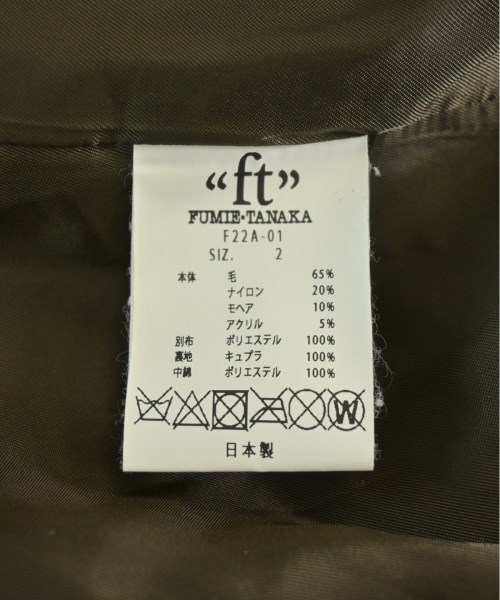 “ft”
FUMIE・TANAKA
F22A-01
SIZ. 2
本体 毛 65%
ナイロン 20%
モヘア 10%
アクリル 5%
別布 ポリエステル 100%
裏地 キュプラ 100%
中綿 ポリエステル 100%
W
日本製